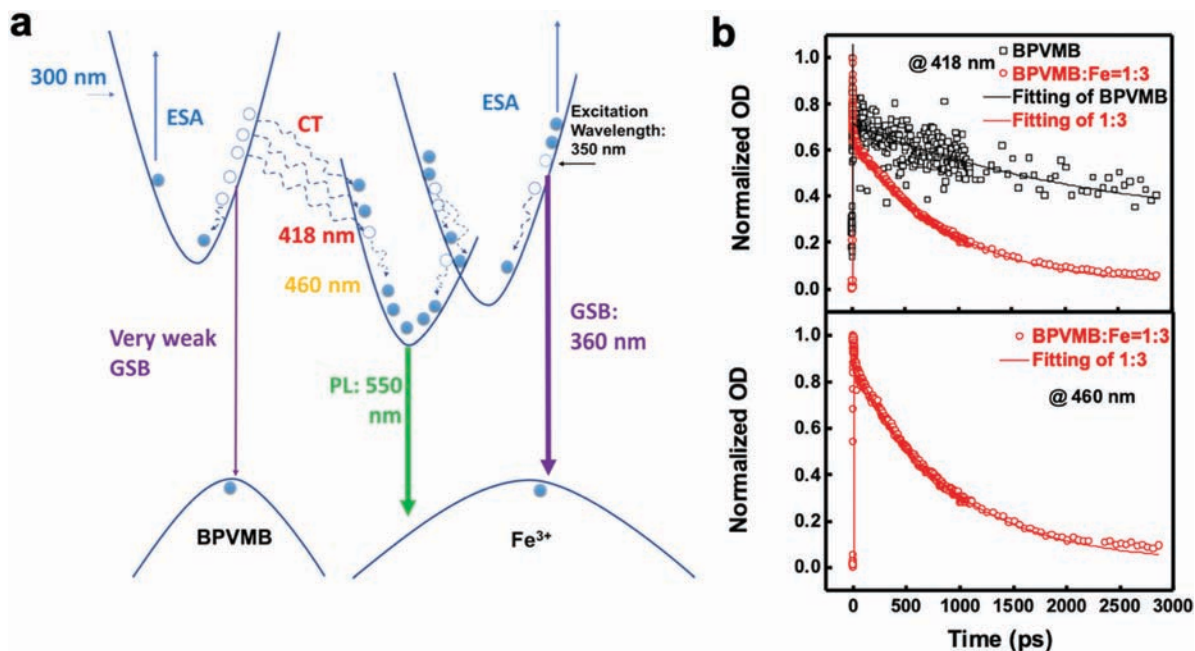 a
300 nm
ESA
CT
ESA
Excitation
Wavelength:
350 nm
418 nm
460 nm
Very weak
GSB
PL: 550
nm
GSB:
360 nm
BPVMB
Fe³⁺
b
@ 418 nm
BPVMB
BPVMB:Fe=1:3
Fitting of BPVMB
Fitting of 1:3
Normalized OD
1.0
0.8
0.6
0.4
0.2
0.0
BPVMB:Fe=1:3
Fitting of 1:3
@ 460 nm
Normalized OD
1.0
0.8
0.6
0.4
0.2
0.0
0 500 1000 1500 2000 2500 3000
Time (ps)